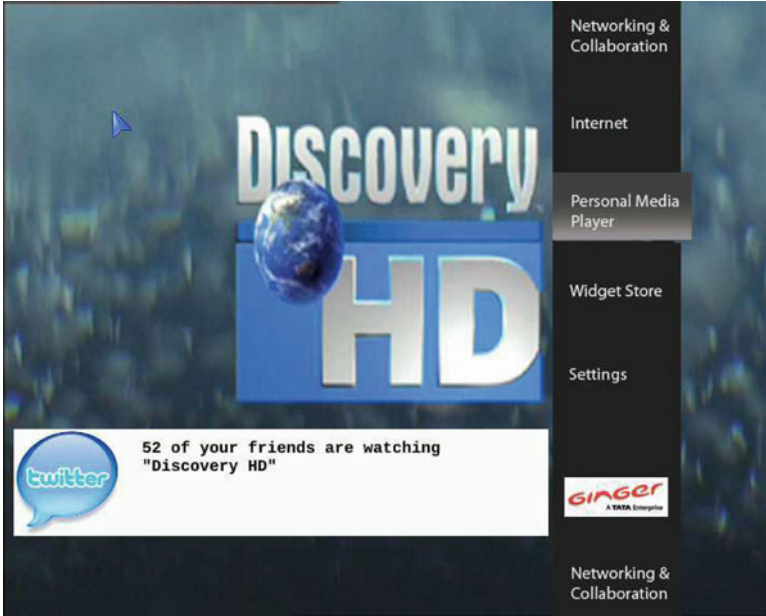 Discovery
HD
52 of your friends are watching
"Discovery HD"
twitter
Networking &
Collaboration
Internet
Personal Media
Player
Widget Store
Settings
GINGER
A TATA Enterprise
Networking &
Collaboration